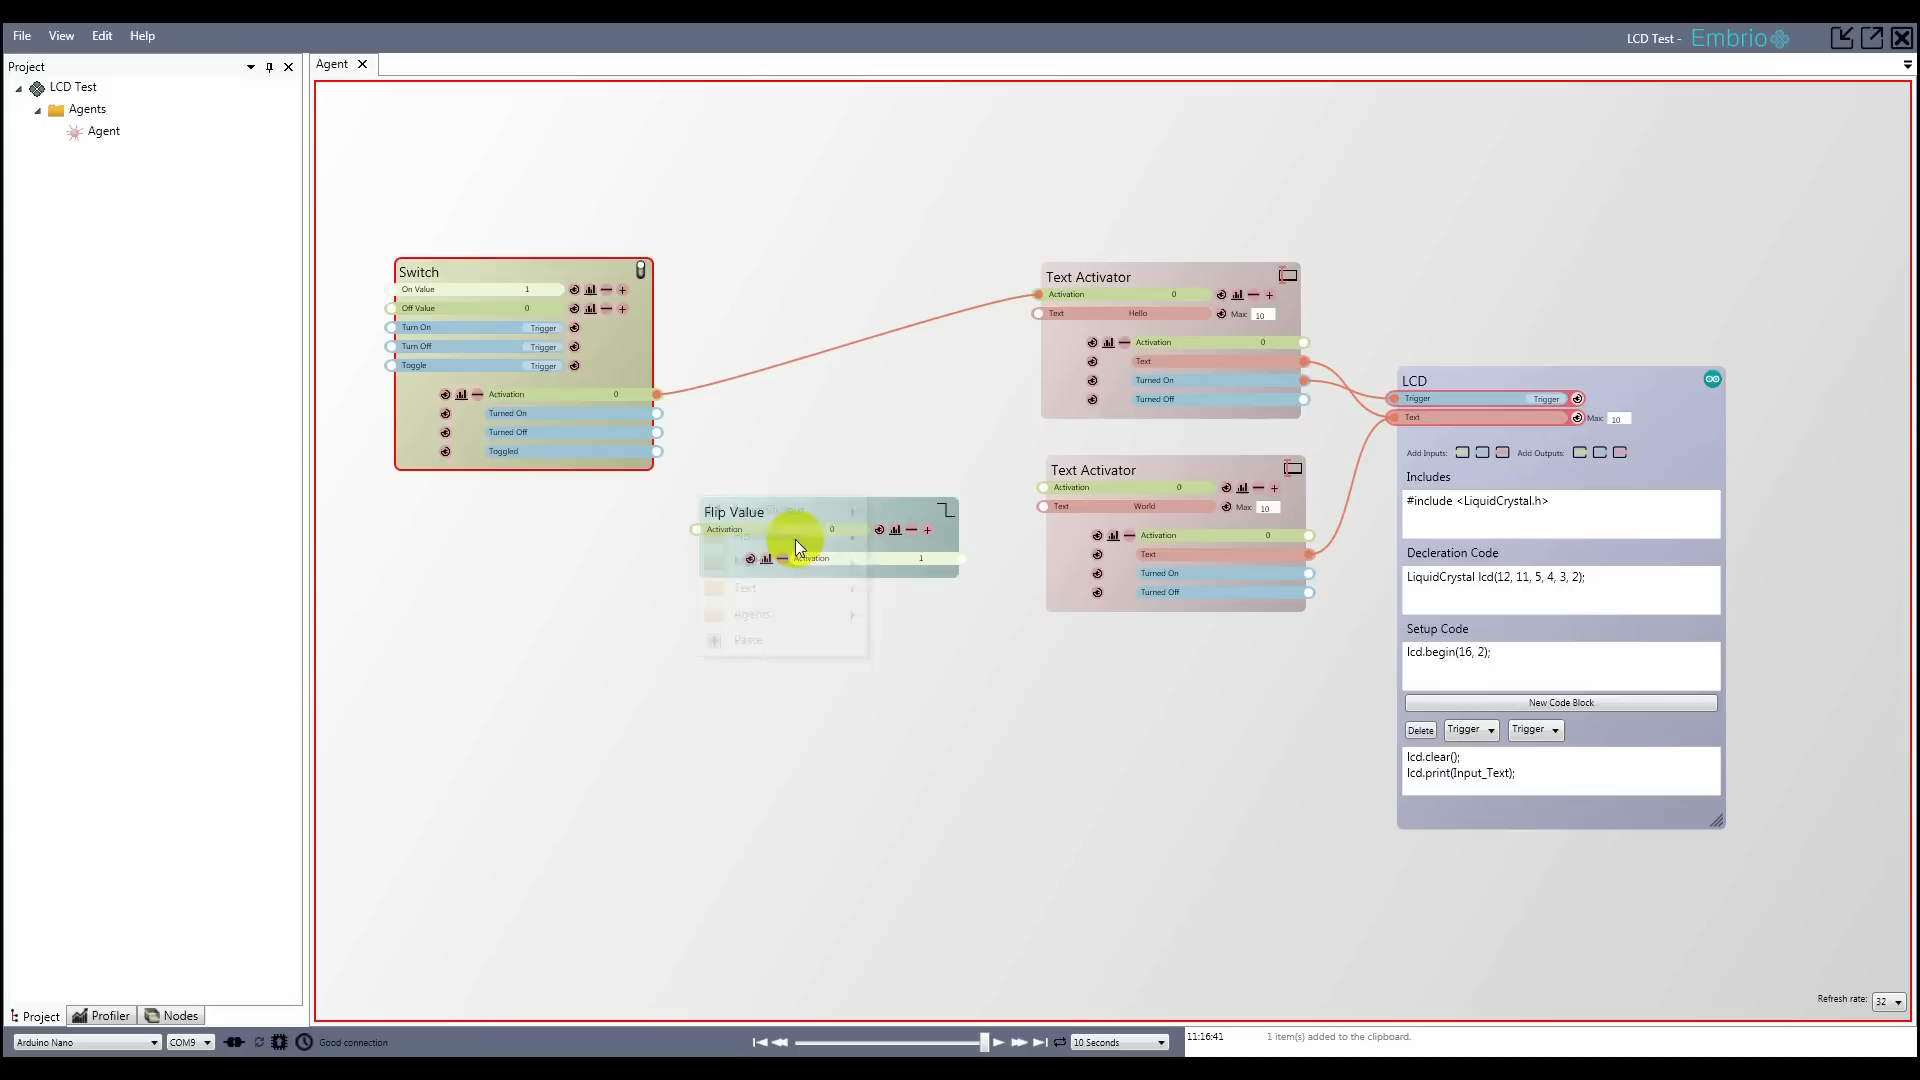 File View Edit Help
LCD Test - Embrio
Project
LCD Test
Agents
Agent
Agent
Switch
On Value 1
Off Value 0
Turn On Trigger
Turn Off Trigger
Toggle Trigger
Activation 0
Turned On
Turned Off
Toggled
Flip Value
Activation 0
Activation 1
Text
Agents
Paste
Text Activator
Activation 0
Text Hello Max: 10
Activation 0
Text
Turned On
Turned Off
Text Activator
Activation 0
Text World Max: 10
Activation 0
Text
Turned On
Turned Off
LCD
Trigger Trigger
Text Max: 10
Add Inputs: Add Outputs:
Includes
#include <LiquidCrystal.h>
Decleration Code
LiquidCrystal lcd(12, 11, 5, 4, 3, 2);
Setup Code
lcd.begin(16, 2);
New Code Block
Delete Trigger Trigger
lcd.clear();
lcd.print(Input_Text);
Refresh rate: 32
Project Profiler Nodes
Arduino Nano COM9 Good connection
10 Seconds
11:16:41 1 item(s) added to the clipboard.